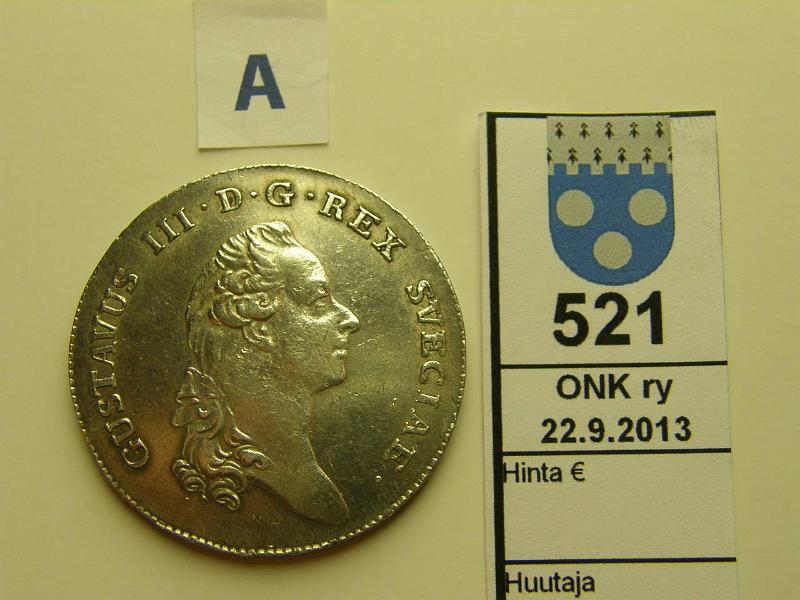 A
GUSTAVUS III·D·G·REX SVECIAE·
521
ONK ry
22.9.2013
Hinta €
Huutaja